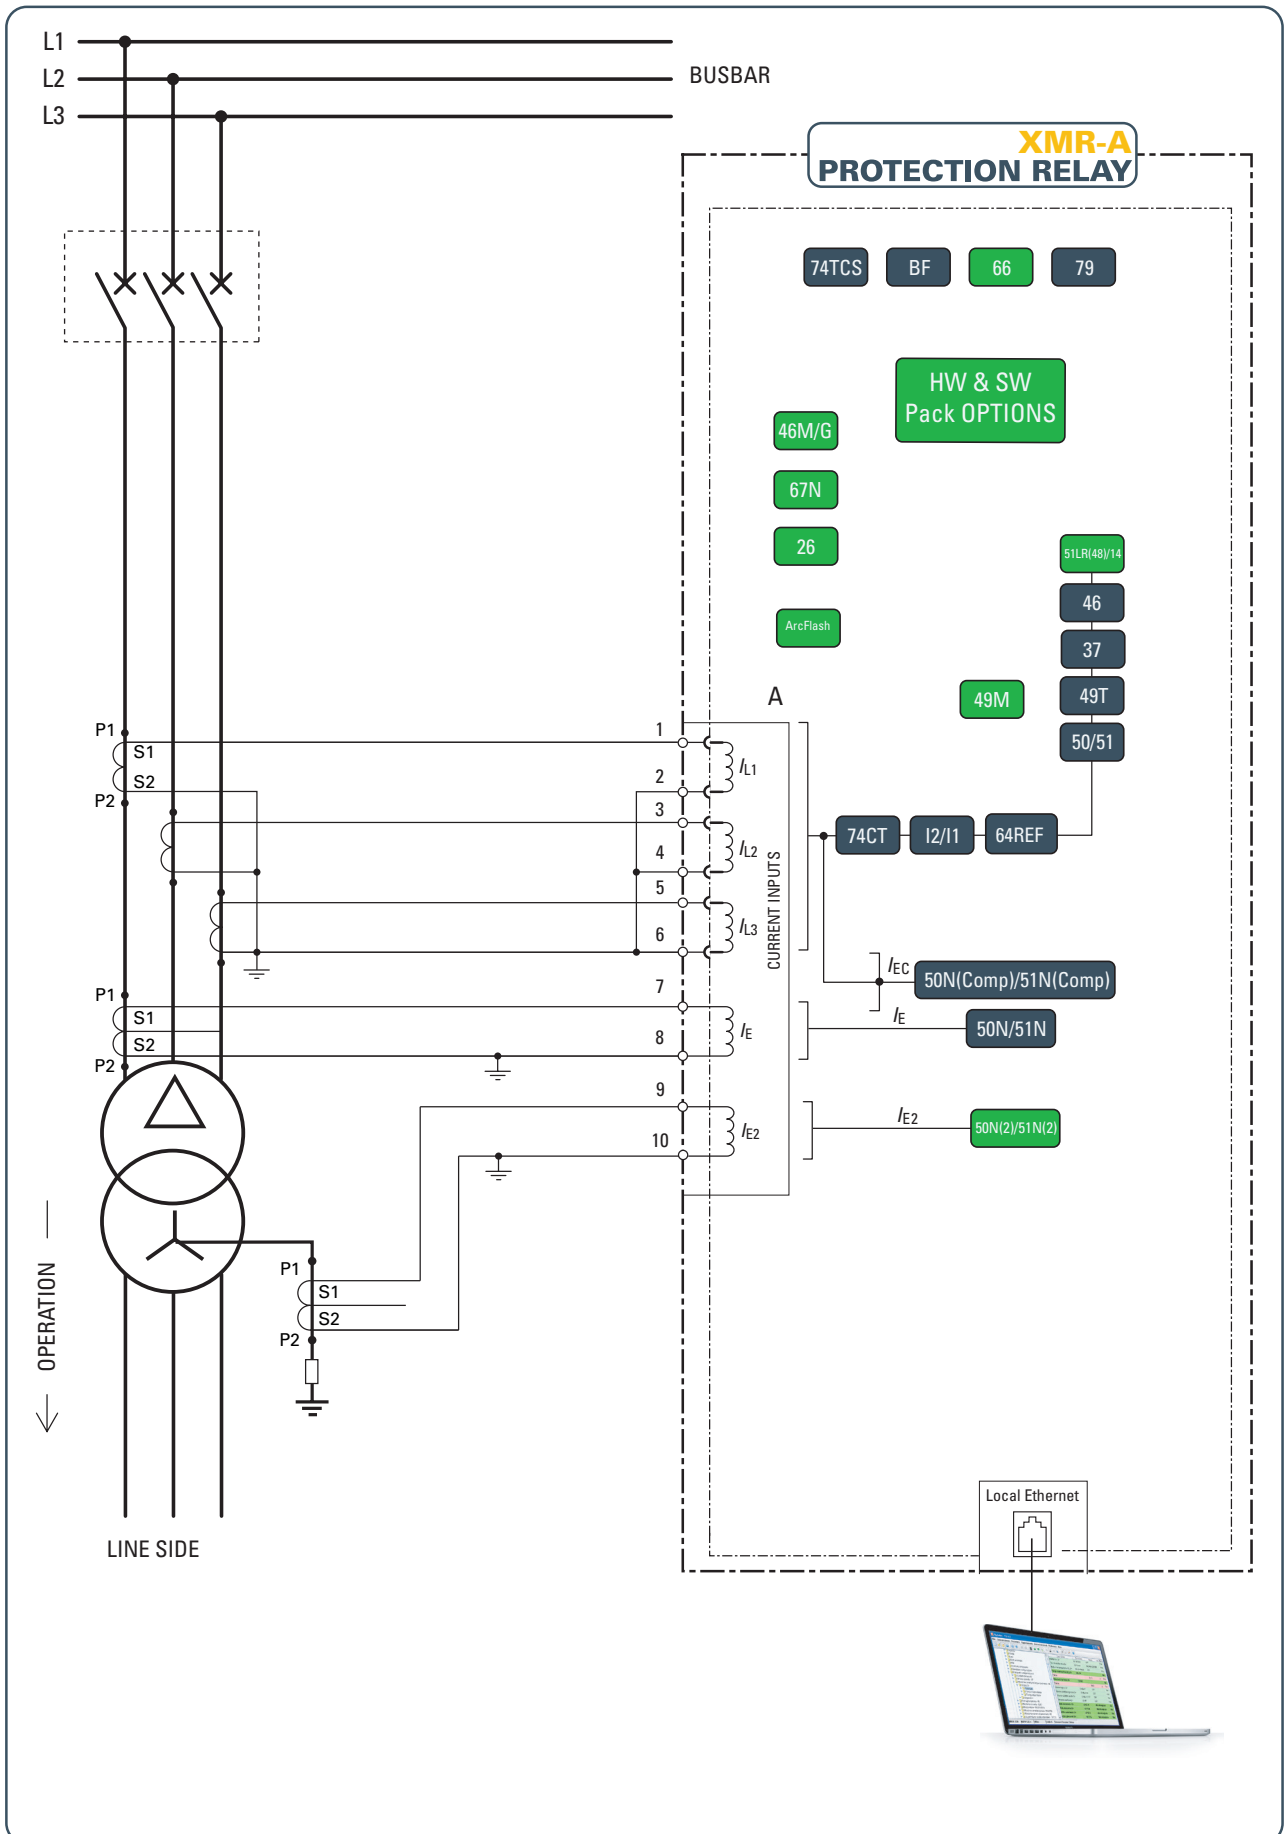 L1
L2
BUSBAR
L3
XMR-A
PROTECTION RELAY
74TCS
BF
66
79
HW & SW
Pack OPTIONS
46M/G
67N
26
51LR(48)/14
46
ArcFlash
37
49M
49T
A
50/51
P1
S1
S2
P2
1
2
3
4
5
6
IL1
IL2
IL3
CURRENT INPUTS
74CT
I2/I1
64REF
IEC
50N(Comp)/51N(Comp)
P1
S1
S2
P2
7
8
IE
IE
50N/51N
9
10
IE2
IE2
50N(2)/51N(2)
OPERATION
P1
S1
S2
P2
LINE SIDE
Local Ethernet